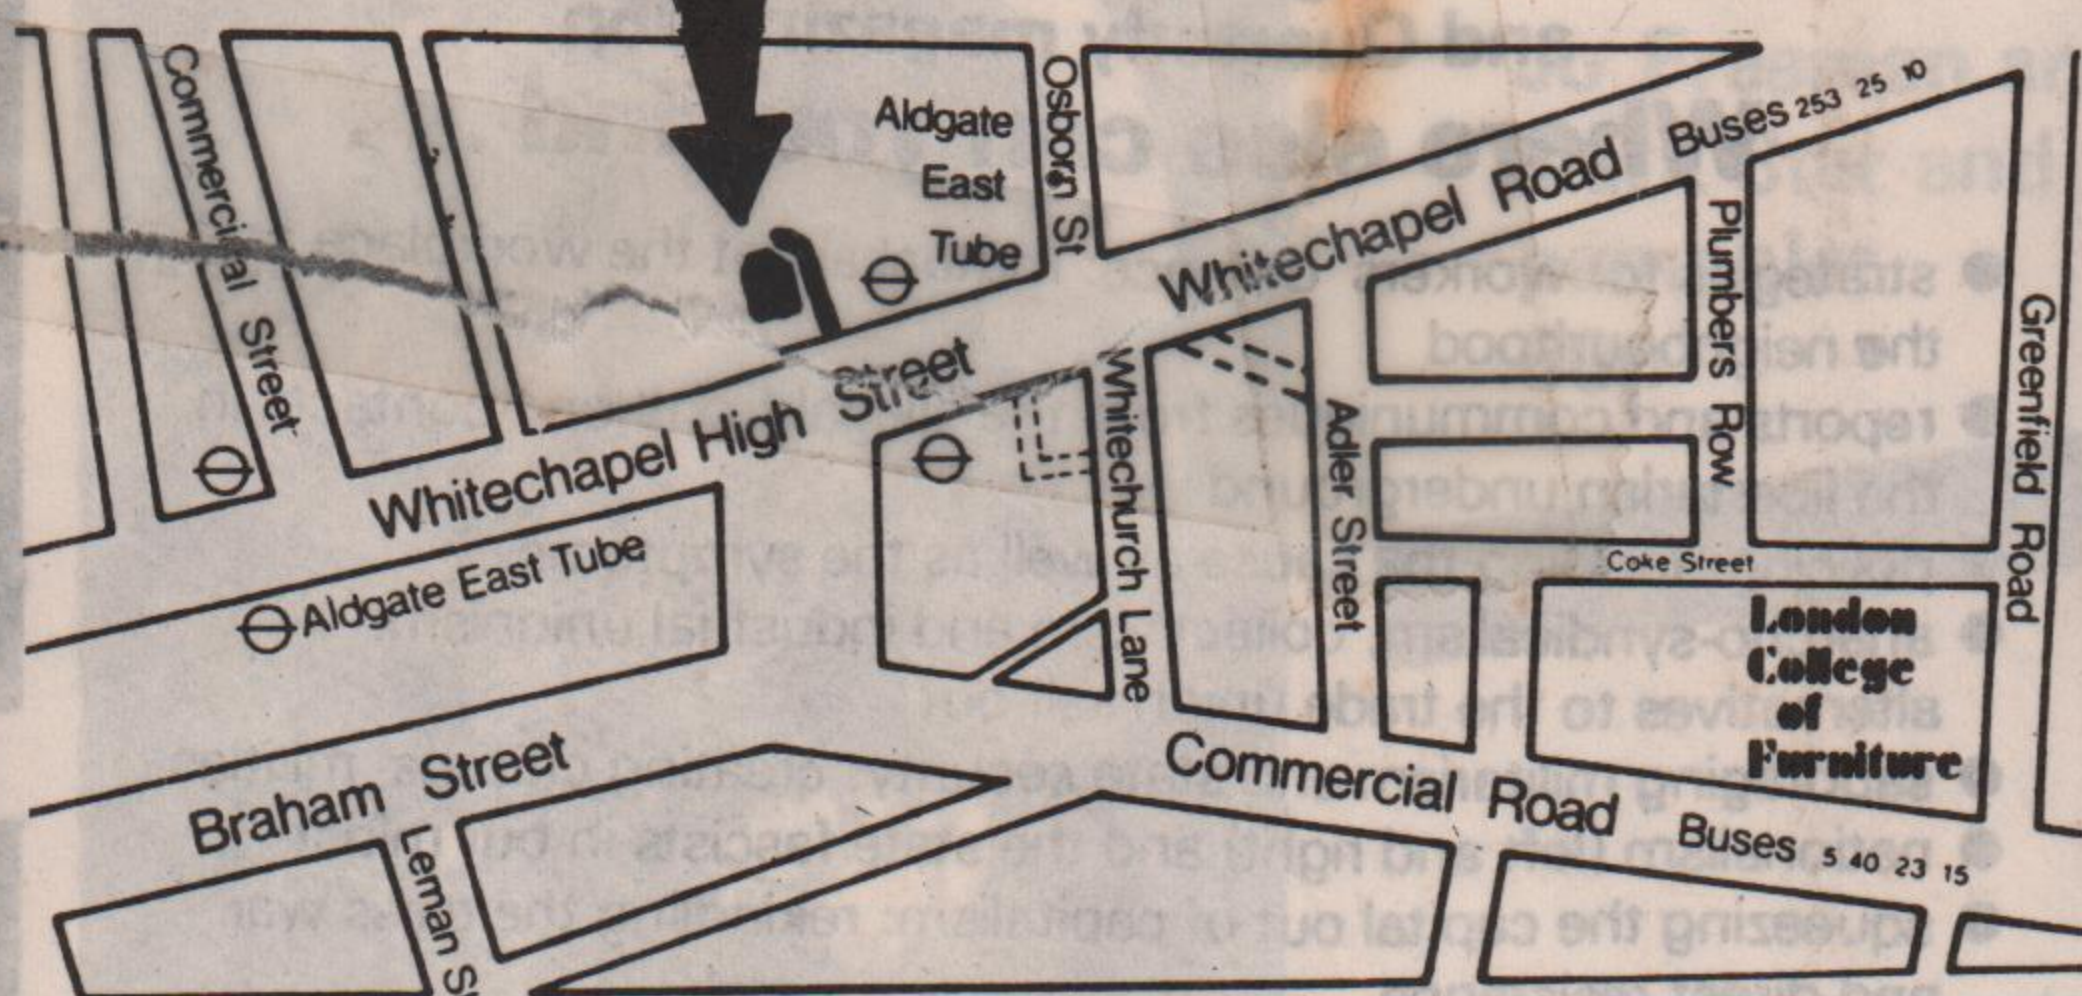 Commercial Street
Aldgate
East
Tube
Osborn St
Whitechapel Road
Buses 253 25 10
Plumbers Row
Greenfield Road
Whitechapel High Street
Whitechurch Lane
Adler Street
Coke Street
Aldgate East Tube
London
College
of
Furniture
Braham Street
Leman St
Commercial Road
Buses 5 40 23 15